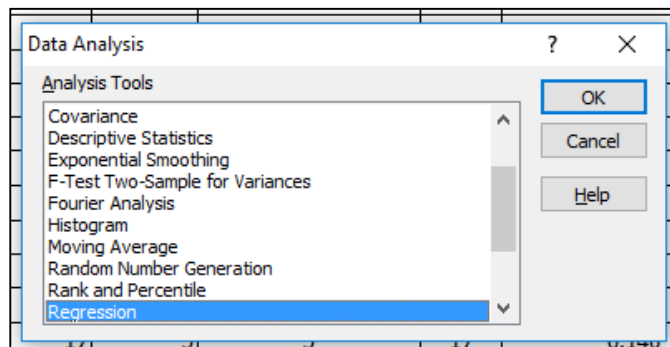 Data Analysis
? X
Analysis Tools
OK
Covariance
Descriptive Statistics
Cancel
Exponential Smoothing
F-Test Two-Sample for Variances
Fourier Analysis
Help
Histogram
Moving Average
Random Number Generation
Rank and Percentile
Regression